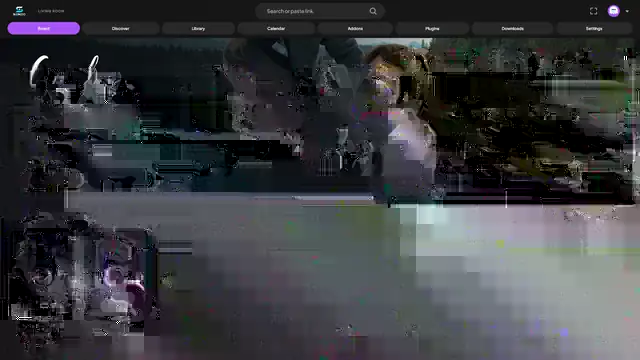 Search or paste link
Board
Discover
Library
Calendar
Addons
Plugins
Downloads
Settings